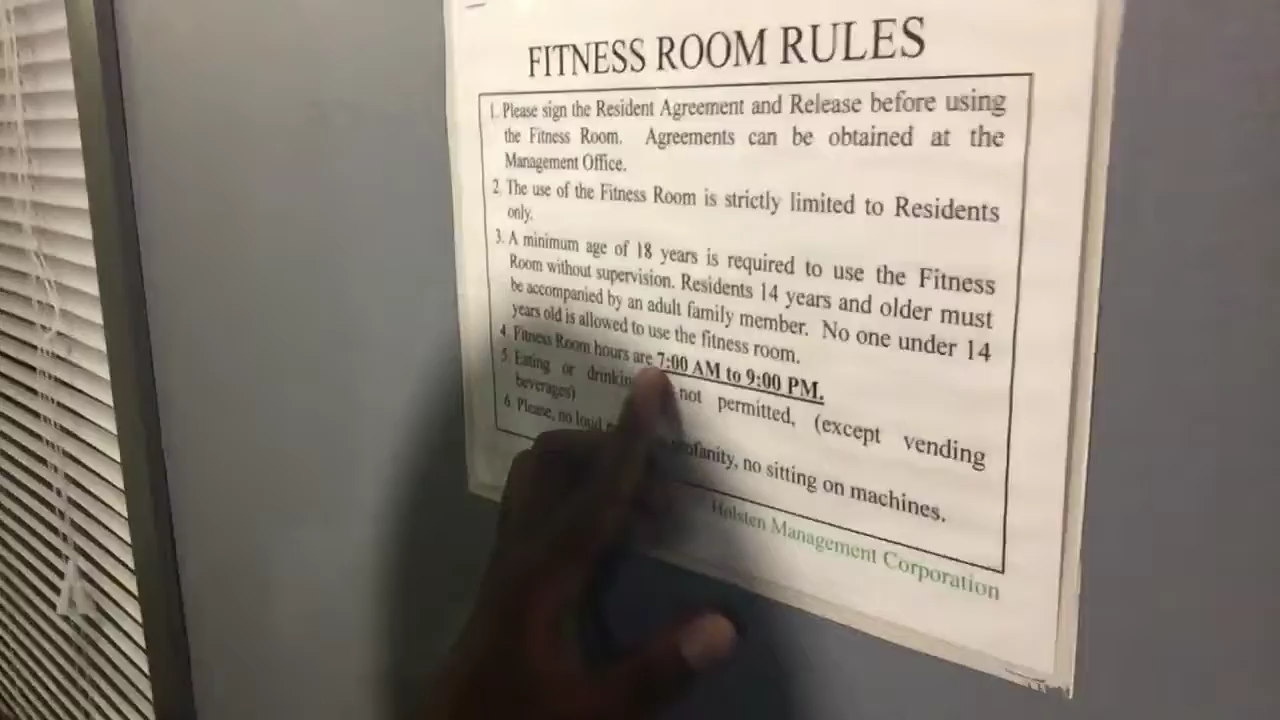 FITNESS ROOM RULES
1. Please sign the Resident Agreement and Release before using
the Fitness Room. Agreements can be obtained at the
Management Office.
2. The use of the Fitness Room is strictly limited to Residents
only.
3. A minimum age of 18 years is required to use the Fitness
Room without supervision. Residents 14 years and older must
be accompanied by an adult family member. No one under 14
years old is allowed to use the fitness room.
4. Fitness Room hours are 7:00 AM to 9:00 PM.
5. Eating or not permitted, (except vending
beverages)
6. Please, no loud no sitting on machines.
Holsten Management Corporation